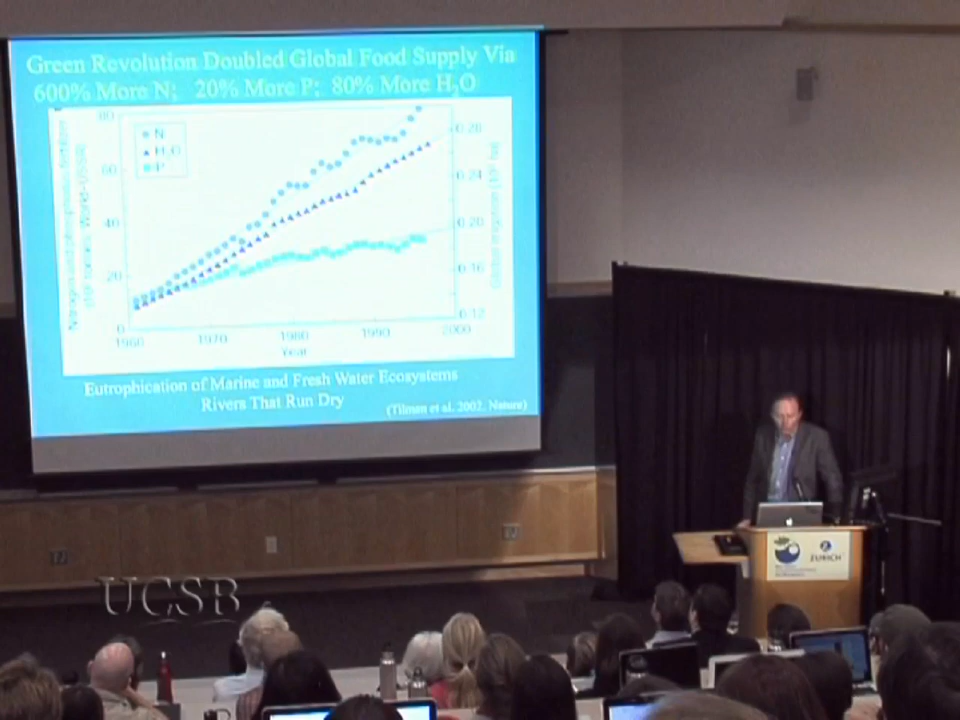 Green Revolution Doubled Global Food Supply Via
600% More N; 20% More P; 80% More H₂O
80
60
40
20
0
N
H₂O
P
0.28
0.24
0.20
0.16
0.12
1960 1970 1980 1990 2000
Year
Eutrophication of Marine and Fresh Water Ecosystems
Rivers That Run Dry
(Tilman et al. 2002, Nature)
ZURICH
UCSB